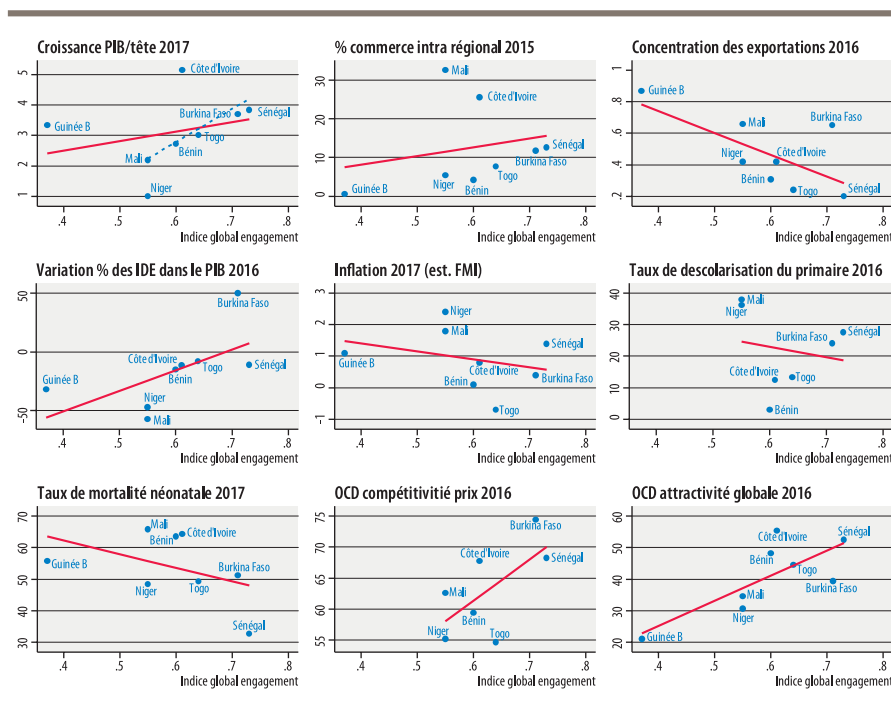 Croissance PIB/tête 2017
5
4
3
2
1
Côte d'Ivoire
Guinée B
Burkina Faso
Sénégal
Togo
Bénin
Mali
Niger
.4 .5 .6 .7 .8
Indice global engagement
% commerce intra régional 2015
30
20
10
0
Mali
Côte d'Ivoire
Sénégal
Burkina Faso
Togo
Niger
Bénin
Guinée B
.4 .5 .6 .7 .8
Indice global engagement
Concentration des exportations 2016
1
.8
.6
.4
.2
Guinée B
Mali
Burkina Faso
Niger
Côte d'Ivoire
Bénin
Togo
Sénégal
.4 .5 .6 .7 .8
Indice global engagement
Variation % des IDE dans le PIB 2016
50
0
-50
Burkina Faso
Côte d'Ivoire
Togo
Sénégal
Bénin
Guinée B
Niger
Mali
.4 .5 .6 .7 .8
Indice global engagement
Inflation 2017 (est. FMI)
3
2
1
0
-1
Niger
Mali
Sénégal
Guinée B
Côte d'Ivoire
Burkina Faso
Bénin
Togo
.4 .5 .6 .7 .8
Indice global engagement
Taux de descolarisation du primaire 2016
40
30
20
10
0
Mali
Niger
Sénégal
Burkina Faso
Côte d'Ivoire
Togo
Bénin
.4 .5 .6 .7 .8
Indice global engagement
Taux de mortalité néonatale 2017
70
60
50
40
30
Mali
Côte d'Ivoire
Bénin
Guinée B
Burkina Faso
Niger
Togo
Sénégal
.4 .5 .6 .7 .8
Indice global engagement
OCD compétitivitié prix 2016
75
70
65
60
55
Burkina Faso
Côte d'Ivoire
Sénégal
Mali
Bénin
Niger
Togo
.4 .5 .6 .7 .8
Indice global engagement
OCD attractivité globale 2016
60
50
40
30
20
Côte d'Ivoire
Sénégal
Bénin
Togo
Burkina Faso
Mali
Niger
Guinée B
.4 .5 .6 .7 .8
Indice global engagement